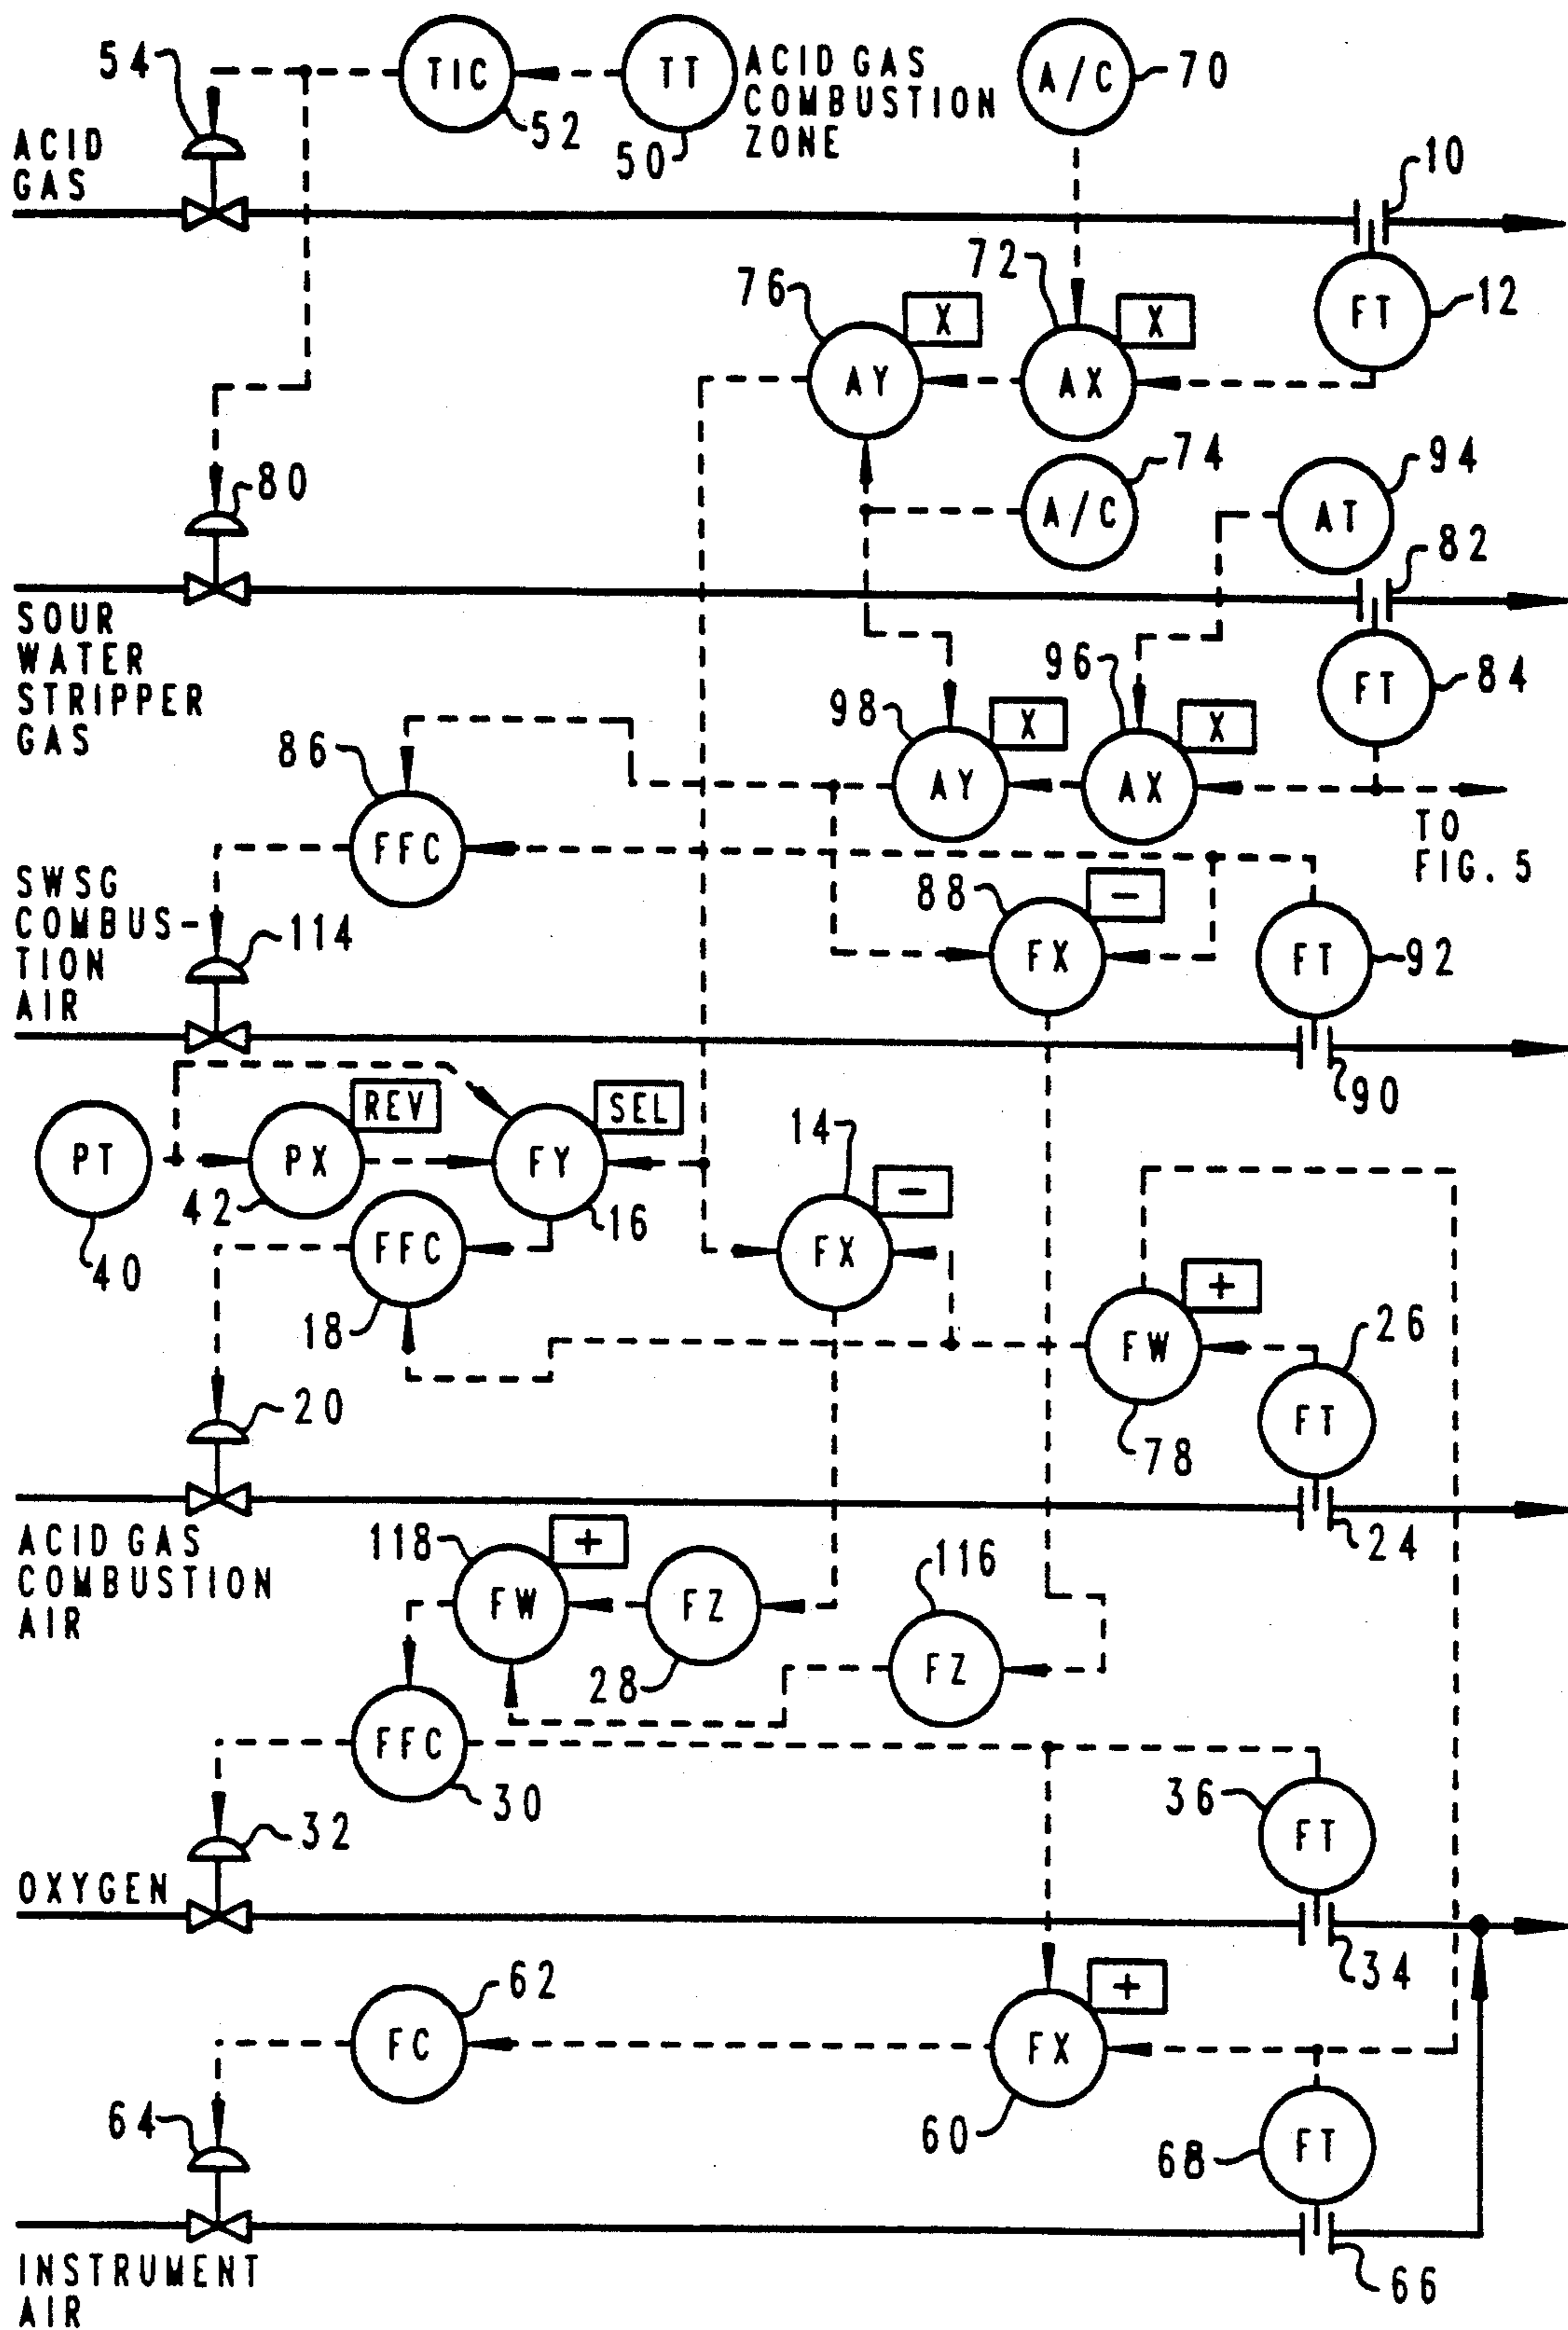 54
TIC
52
TT
50
ACID GAS
COMBUSTION
ZONE
A/C
70
ACID
GAS
10
FT
12
76
X
AY
72
X
AX
A/C
74
AT
94
80
82
SOUR
WATER
STRIPPER
GAS
FT
84
98
X
AY
96
X
AX
TO
FIG. 5
86
FFC
88
-
FX
FT
92
SWSG
COMBUS-
TION
AIR
114
90
PT
40
REV
PX
42
SEL
FY
16
14
-
FX
FFC
18
+
FW
78
26
FT
20
24
ACID GAS
COMBUSTION
AIR
118
+
FW
FZ
28
116
FZ
FFC
30
36
FT
32
OXYGEN
34
62
FC
+
FX
60
64
68
FT
66
INSTRUMENT
AIR